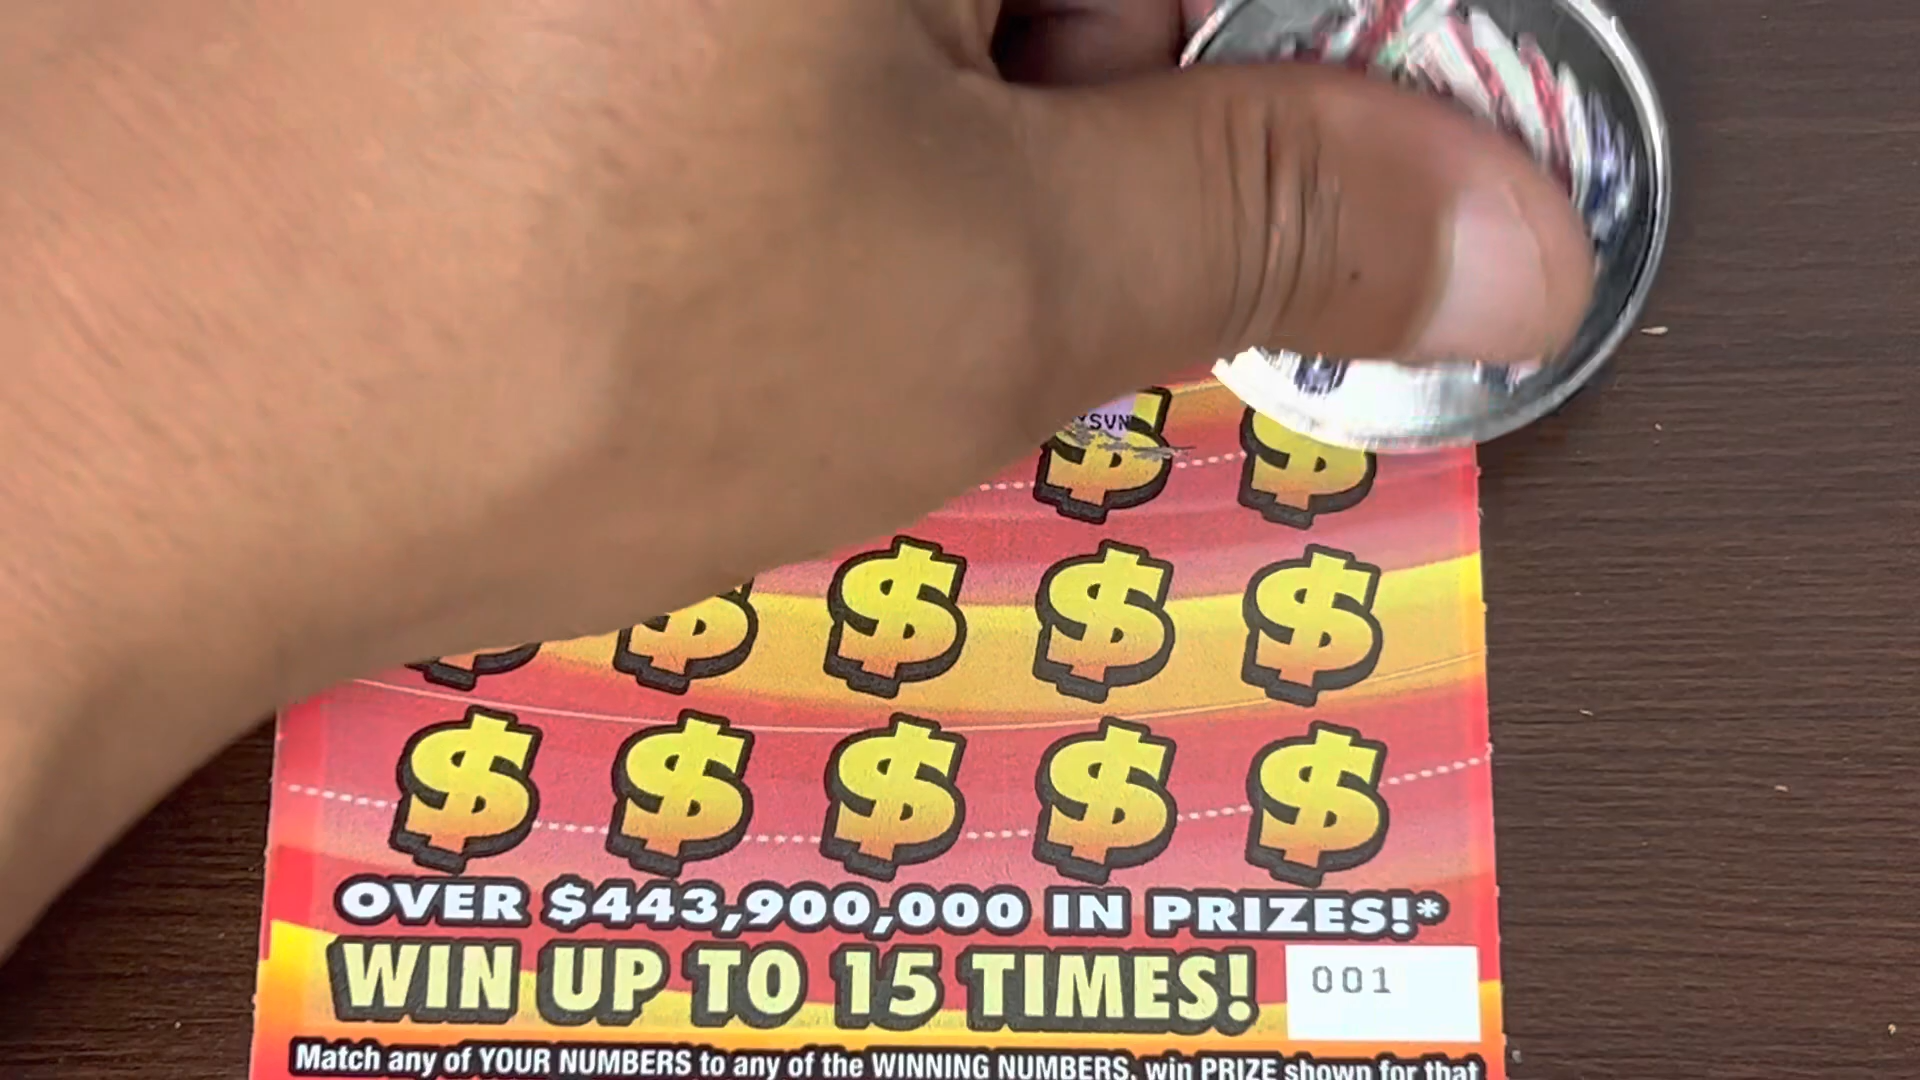 YSVN
OVER $443,900,000 IN PRIZES!*
WIN UP TO 15 TIMES!
001
Match any of YOUR NUMBERS to any of the WINNING NUMBERS, win PRIZE shown for that